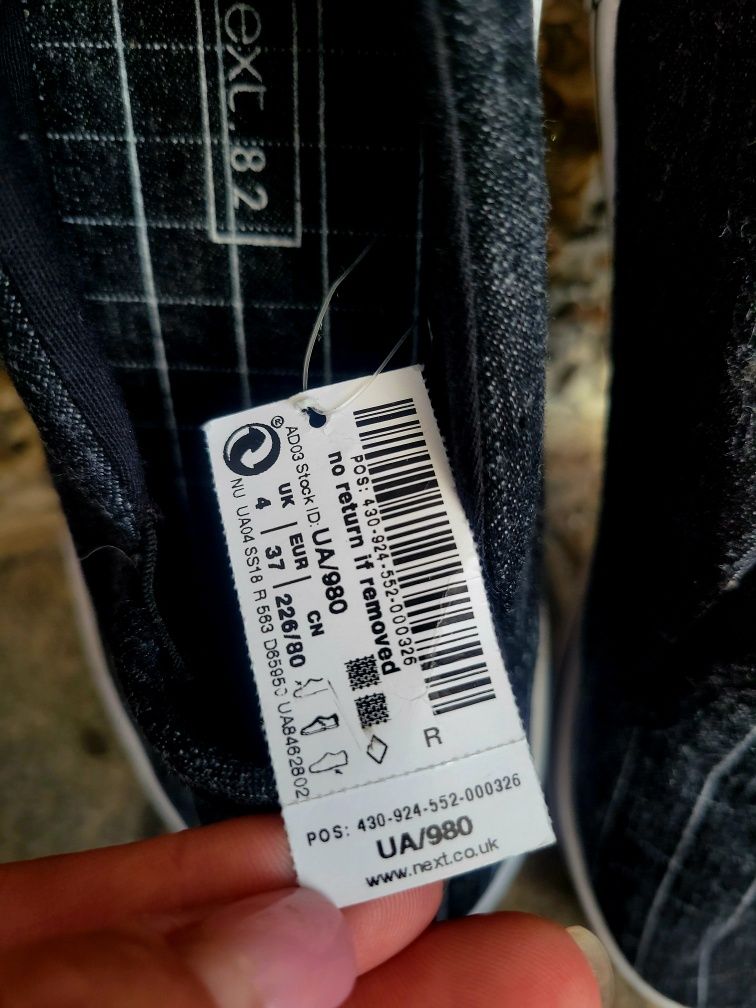 ext. 82
POS: 430-924-552-000326
no return if removed
© AD03 Stock ID: UA/980
UK | EUR | CN
4 | 37 | 226/80
NU UA04 SS18 R 563 UA8462802
R
POS: 430-924-552-000326
UA/980
www.next.co.uk